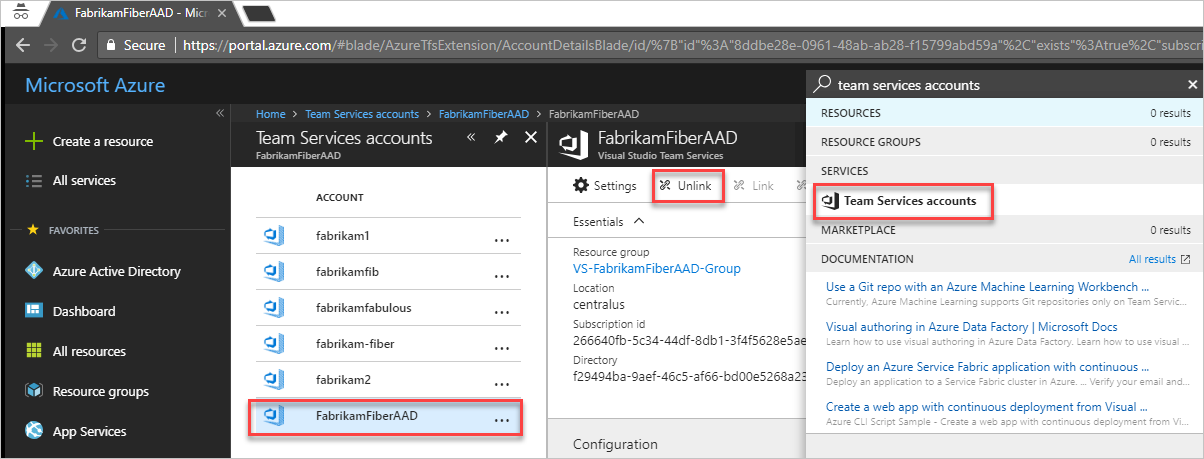 FabrikamFiberAAD - Micr
Secure
https://portal.azure.com/#blade/AzureTfsExtension/AccountDetailsBlade/id/%7B"id"%3A"8ddbe28e-0961-48ab-ab28-f15799abd59a"%2C"exists"%3Atrue%2C"subscri
Microsoft Azure
Create a resource
All services
FAVORITES
Azure Active Directory
Dashboard
All resources
Resource groups
App Services
Home > Team Services accounts > FabrikamFiberAAD > FabrikamFiberAAD
Team Services accounts
FabrikamFiberAAD
ACCOUNT
fabrikam1 ...
fabrikamfib ...
fabrikamfabulous ...
fabrikam-fiber ...
fabrikam2 ...
FabrikamFiberAAD ...
FabrikamFiberAAD
Visual Studio Team Services
Settings Unlink Link
Essentials
Resource group
VS-FabrikamFiberAAD-Group
Location
centralus
Subscription id
266640fb-5c34-44df-8db1-3f4f5628e5ae
Directory
f29494ba-9aef-46c5-af66-bd00e5268a23
Configuration
team services accounts
RESOURCES 0 results
RESOURCE GROUPS 0 results
SERVICES
Team Services accounts
MARKETPLACE 0 results
DOCUMENTATION All results
Use a Git repo with an Azure Machine Learning Workbench ...
Currently, Azure Machine Learning supports Git repositories only on Team Servic...
Visual authoring in Azure Data Factory | Microsoft Docs
Learn how to use visual authoring in Azure Data Factory. Learn how to use visual ...
Deploy an Azure Service Fabric application with continuous ...
Deploy an application to a Service Fabric cluster in Azure. ... Verify your email and...
Create a web app with continuous deployment from Visual ...
Azure CLI Script Sample - Create a web app with continuous deployment from Vi...